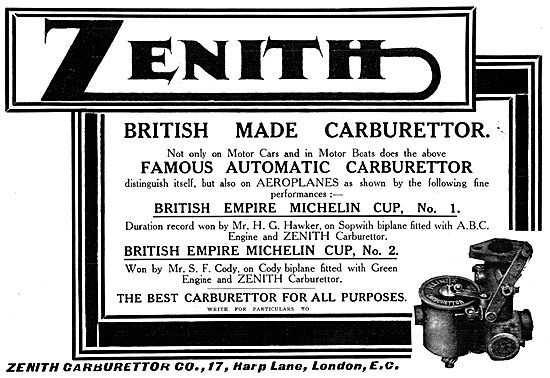 ZENITH
BRITISH MADE CARBURETTOR.
Not only on Motor Cars and in Motor Boats does the above
FAMOUS AUTOMATIC CARBURETTOR
distinguish itself, but also on AEROPLANES as shown by the following fine
performances :—
BRITISH EMPIRE MICHELIN CUP, No. 1.
Duration record won by Mr. H. G. Hawker, on Sopwith biplane fitted with A.B.C.
Engine and ZENITH Carburettor.
BRITISH EMPIRE MICHELIN CUP, No. 2.
Won by Mr. S. F. Cody, on Cody biplane fitted with Green
Engine and ZENITH Carburettor.
THE BEST CARBURETTOR FOR ALL PURPOSES.
WRITE FOR PARTICULARS TO
ZENITH CARBURETTOR CO., 17, Harp Lane, London, E.C.